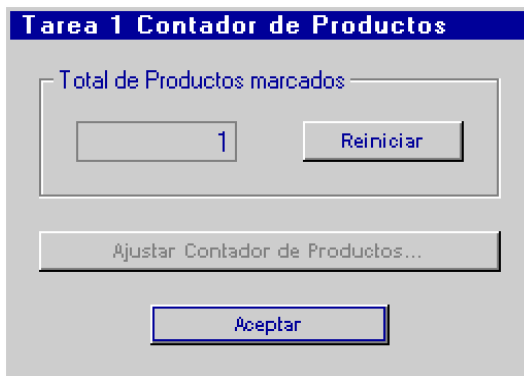 Tarea 1 Contador de Productos
Total de Productos marcados
1
Reiniciar
Ajustar Contador de Productos...
Aceptar